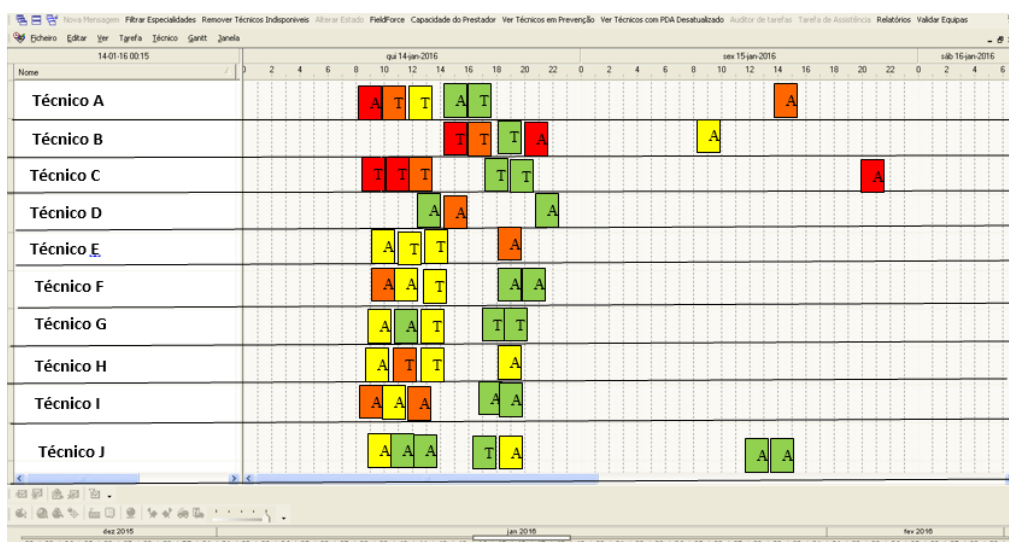 Nova Mensagem Filtrar Especialidades Remover Técnicos Indisponiveis Alterar Estado FieldForce Capacidade do Prestador Ver Técnicos em Prevenção Ver Técnicos com PDA Desatualizado Auditor de tarefas Tarefa de Assistência Relatórios Validar Equipas
Ficheiro Editar Ver Tarefa Técnico Gantt Janela
14-01-16 00:15 qui 14-jan-2016 sex 15-jan-2016 sáb 16-jan-2016
Nome 0 2 4 6 8 10 12 14 16 18 20 22 0 2 4 6 8 10 12 14 16 18 20 22 0 2 4 6
Técnico A A T T A T A
Técnico B T T T A A
Técnico C T T T T T A
Técnico D A A A
Técnico E A T T A
Técnico F A A T A A
Técnico G A A T T T
Técnico H A T T A
Técnico I A A A A A
Técnico J A A A T A A A
dez 2015 jan 2016 fev 2016